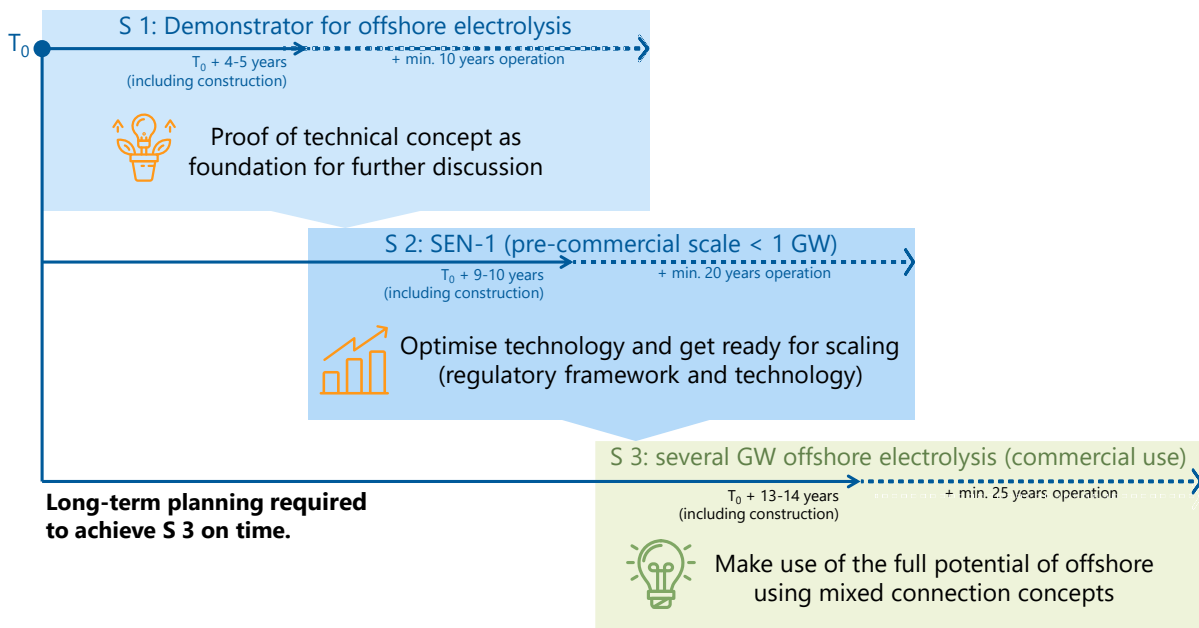 S 1: Demonstrator for offshore electrolysis
T₀
T₀ + 4-5 years
(including construction)
+ min. 10 years operation
Proof of technical concept as
foundation for further discussion
S 2: SEN-1 (pre-commercial scale < 1 GW)
T₀ + 9-10 years
(including construction)
+ min. 20 years operation
Optimise technology and get ready for scaling
(regulatory framework and technology)
S 3: several GW offshore electrolysis (commercial use)
Long-term planning required
to achieve S 3 on time.
T₀ + 13-14 years
(including construction)
+ min. 25 years operation
Make use of the full potential of offshore
using mixed connection concepts